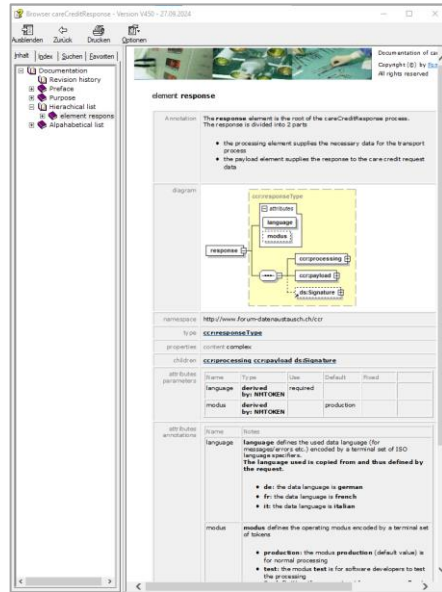 Browser careCreditResponse - Version V450 - 27.09.2024
Ausblenden Zurück Drucken Optionen
Inhalt Index Suchen Favoriten
Documentation
Revision history
Preface
Purpose
Hierachical list
element respons
Alpahabetical list
Documentation of car
Copyright (©) by
All rights reserved
element response
Annotation
The response element is the root of the careCreditResponse process.
The response is divided into 2 parts
the processing element supplies the necessary data for the transport
process
the payload element supplies the response to the care credit request
data
diagram
ccr:responseType
attributes
language
modus
response
ccr:processing
ccr:payload
ds:Signature
namespace http://www.forum-datenaustausch.ch/ccr
type ccr:responseType
properties content complex
children ccr:processing ccr:payload ds:Signature
attributes
parameters
Name Type Use Default Fixed
language derived
by: NMTOKEN
required
modus derived
by: NMTOKEN
production
attributes
annotations
Name Notes
language language defines the used data language (for
messages/errors etc.) encoded by a terminal set of ISO
language specifiers.
The language used is copied from and thus defined by
the request.
de: the data language is german
fr: the data language is french
it: the data language is italian
modus modus defines the operating modus encoded by a terminal set
of tokens
production: the modus production (default value) is
for normal processing
test: the modus test is for software developers to test
the processing